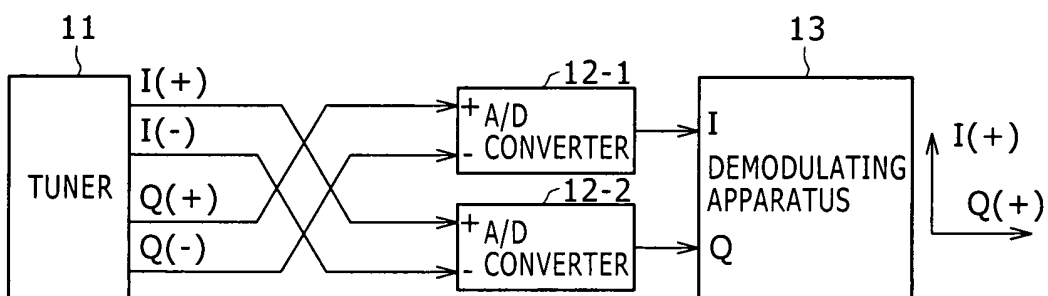 11
TUNER
I(+)
I(-)
Q(+)
Q(-)
12-1
+
-
A/D
CONVERTER
12-2
+
-
A/D
CONVERTER
13
I
DEMODULATING
APPARATUS
Q
I(+)
Q(+)